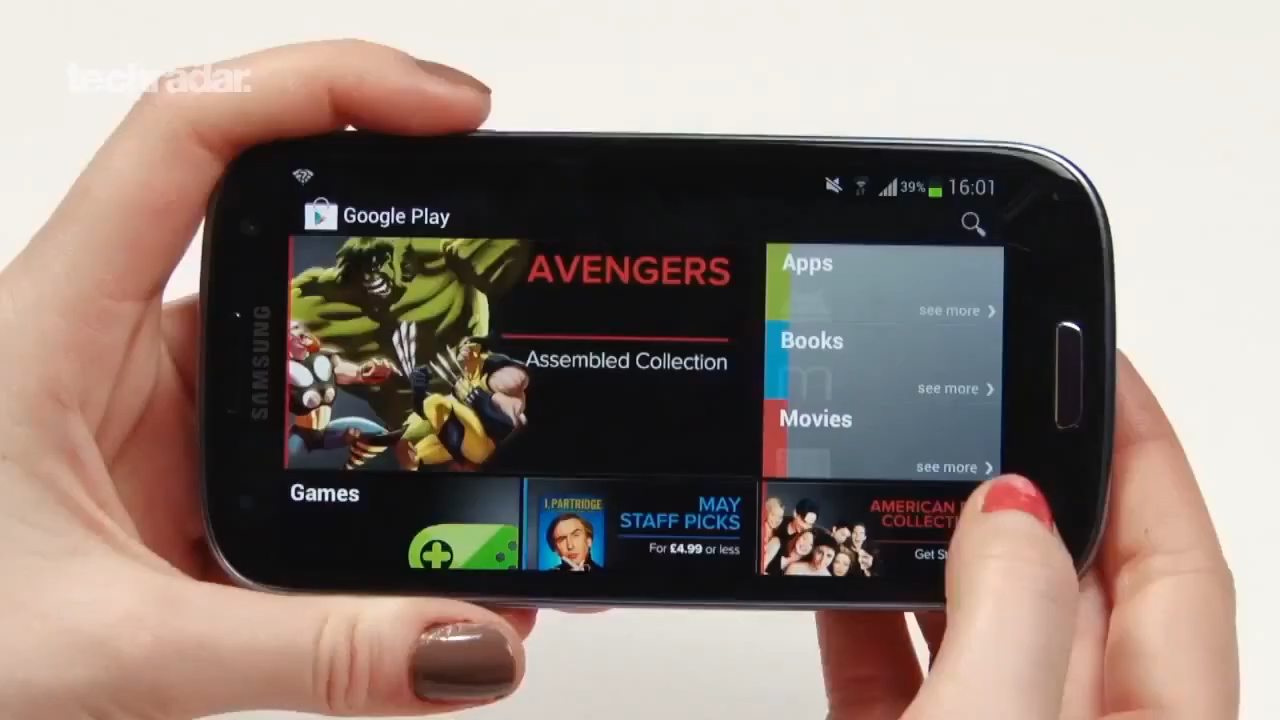 techradar.
SAMSUNG
39% 16:01
Google Play
AVENGERS
Assembled Collection
Apps
see more
Books
see more
Movies
see more
Games
I, PARTRIDGE
MAY
STAFF PICKS
For £4.99 or less
AMERICAN
Get